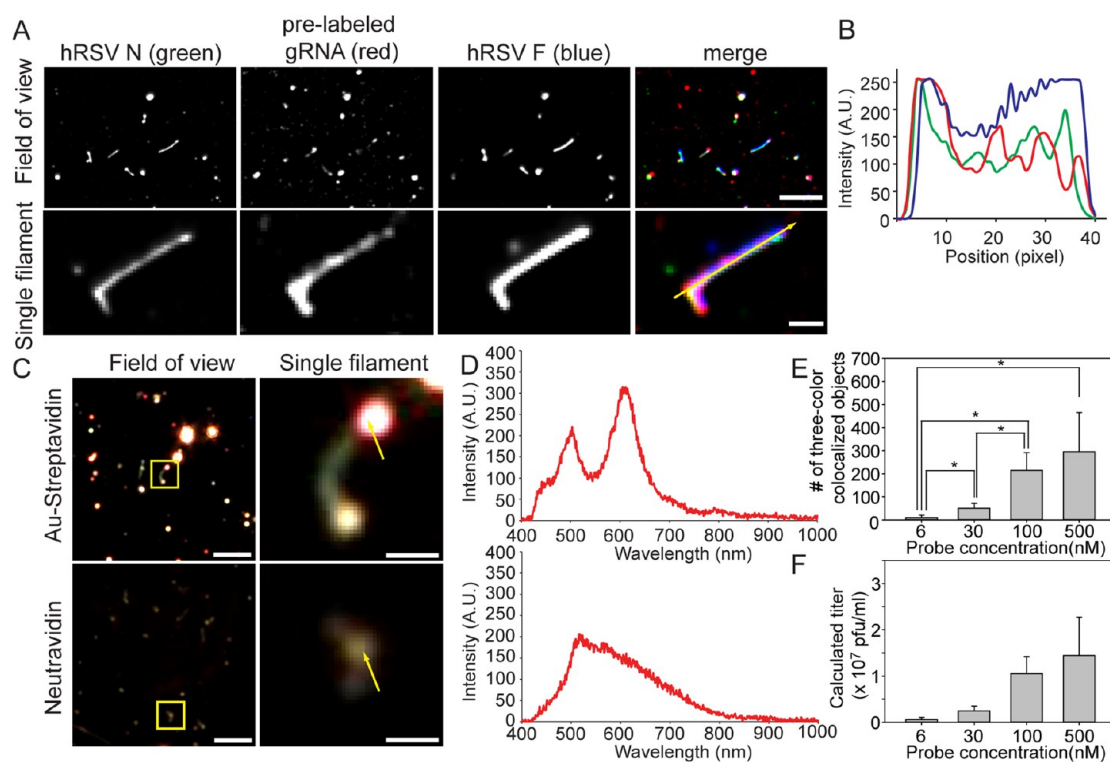 A
hRSV N (green)
pre-labeled
gRNA (red)
hRSV F (blue)
merge
Field of view
Single filament
B
250
200
150
100
50
0
Intensity (A.U.)
10
20
30
40
Position (pixel)
C
Field of view
Single filament
Au-Streptavidin
Neutravidin
D
400
350
300
250
200
150
100
50
0
Intensity (A.U.)
400 500 600 700 800 900 1000
Wavelength (nm)
400
350
300
250
200
150
100
50
0
Intensity (A.U.)
400 500 600 700 800 900 1000
Wavelength (nm)
E
# of three-color
colocalized objects
700
600
500
400
300
200
100
0
*
*
*
*
6 30 100 500
Probe concentration(nM)
F
Calculated titer
(x 10⁷ pfu/ml)
3
2
1
0
6 30 100 500
Probe concentration(nM)